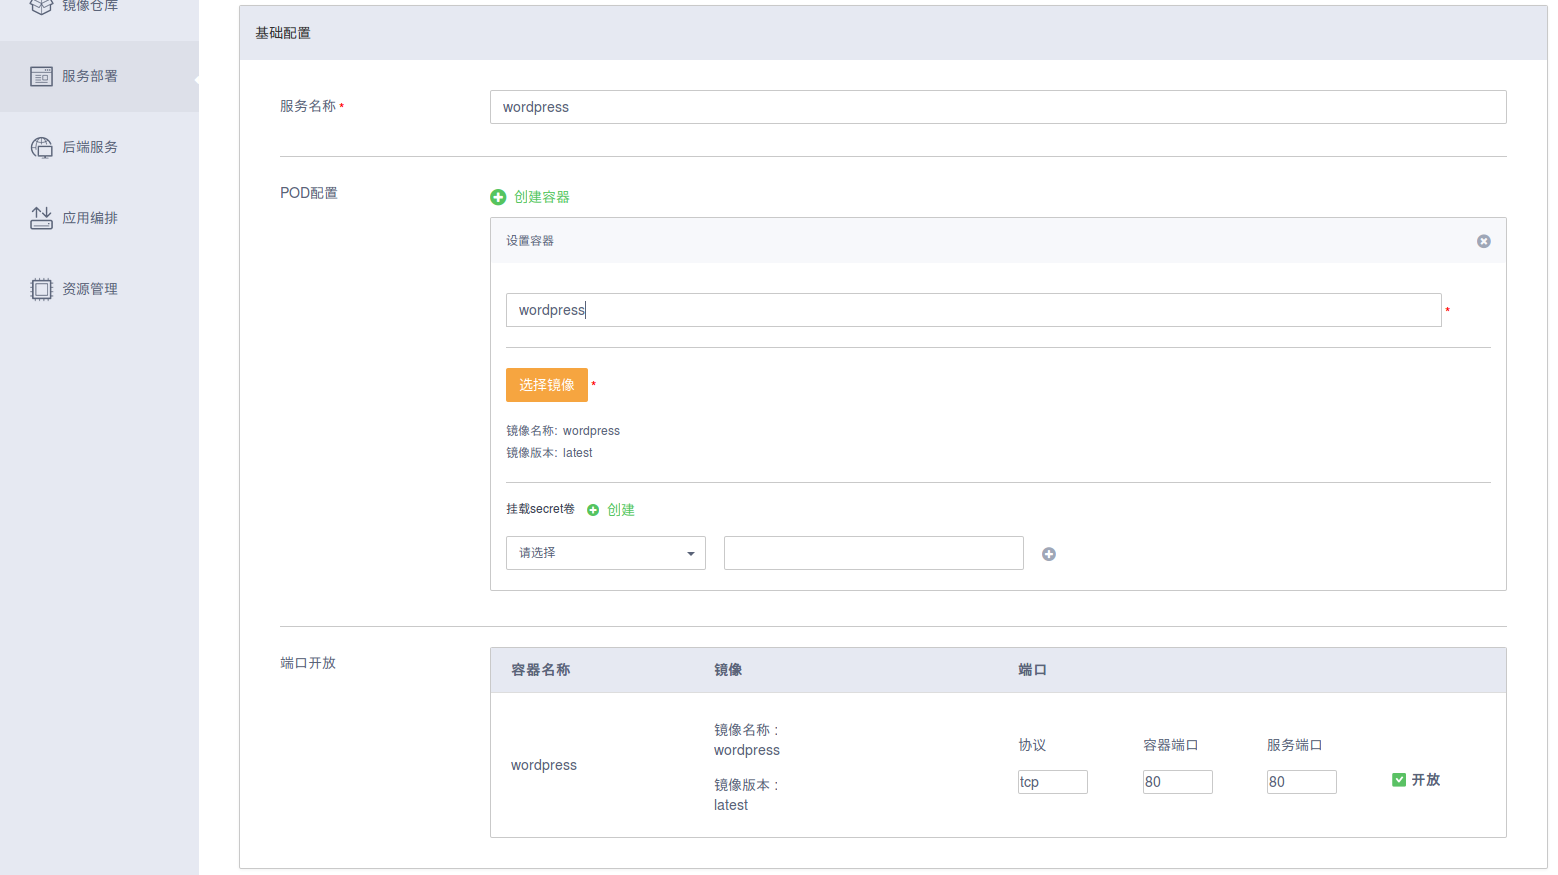 镜像仓库
服务部署
后端服务
应用编排
资源管理
基础配置
服务名称 *
wordpress
POD配置
创建容器
设置容器
wordpress
*
选择镜像 *
镜像名称: wordpress
镜像版本: latest
挂载secret卷 创建
请选择
端口开放
容器名称 镜像 端口
wordpress
镜像名称 :
wordpress
镜像版本 :
latest
协议 容器端口 服务端口
tcp 80 80 开放